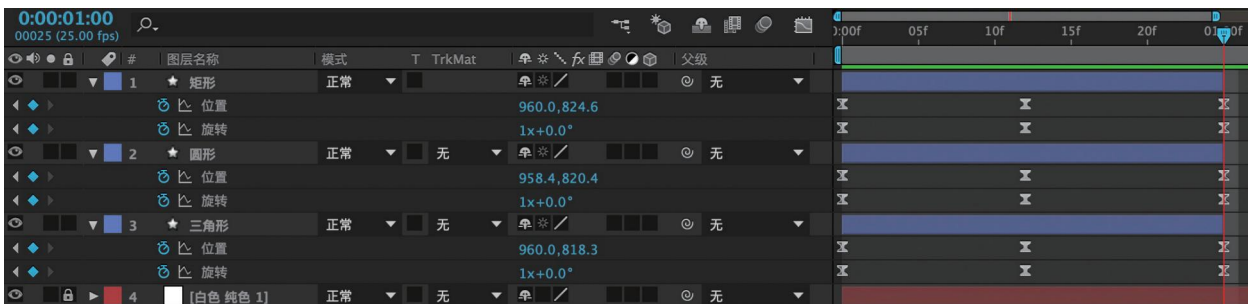 0:00:01:00
00025 (25.00 fps)
:00f 05f 10f 15f 20f 01:00f
# 图层名称 模式 T TrkMat fx 父级
1 矩形 正常 无
位置 960.0,824.6
旋转 1x+0.0°
2 圆形 正常 无 无
位置 958.4,820.4
旋转 1x+0.0°
3 三角形 正常 无 无
位置 960.0,818.3
旋转 1x+0.0°
4 [白色 纯色 1] 正常 无 无